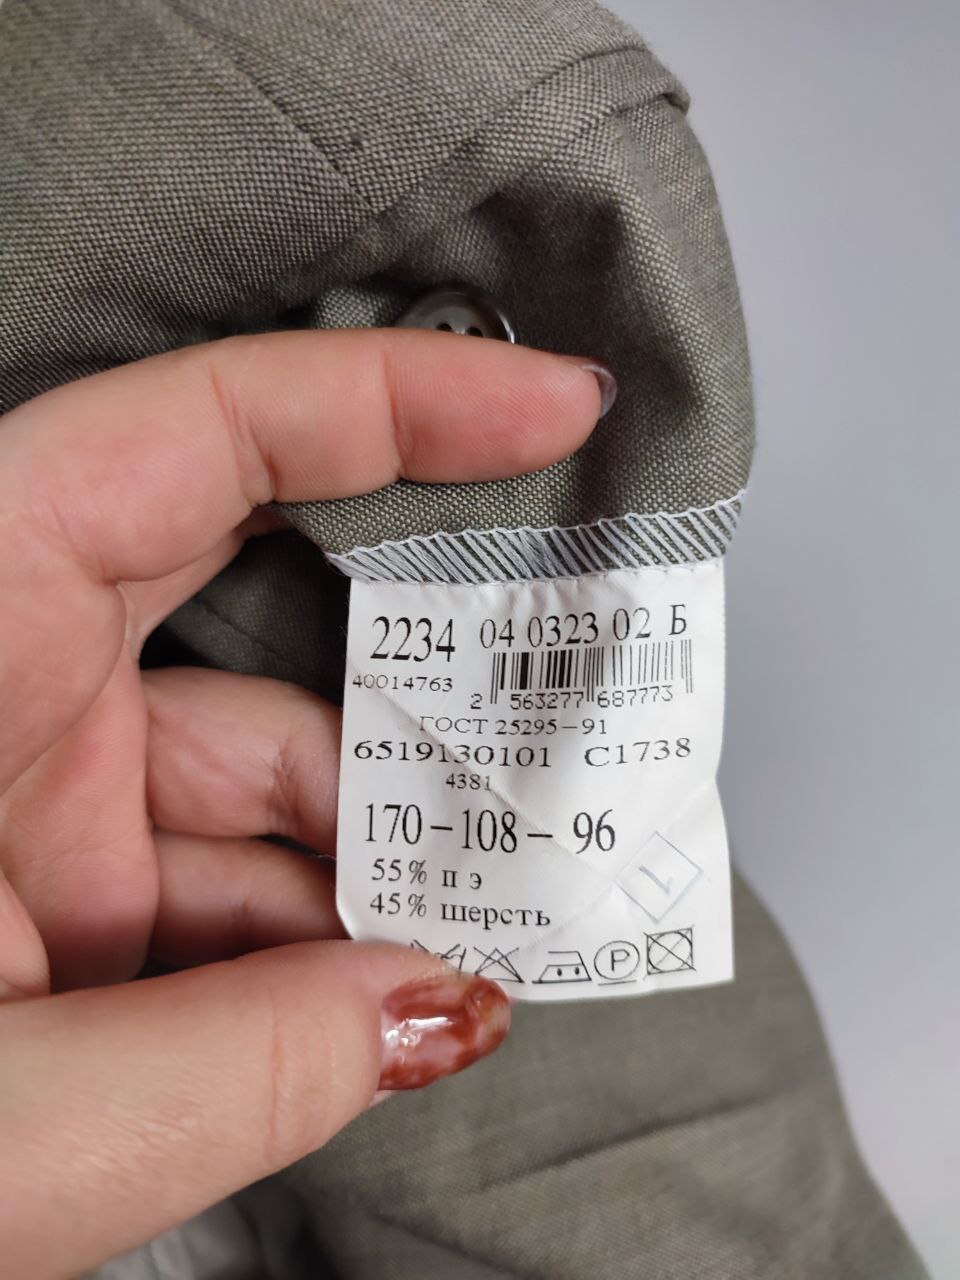 2234 04 0323 02 Б
40014763
2 563277 687773
ГОСТ 25295-91
6519130101 С1738
4381
170-108-96
55% п э
45% шерсть
P